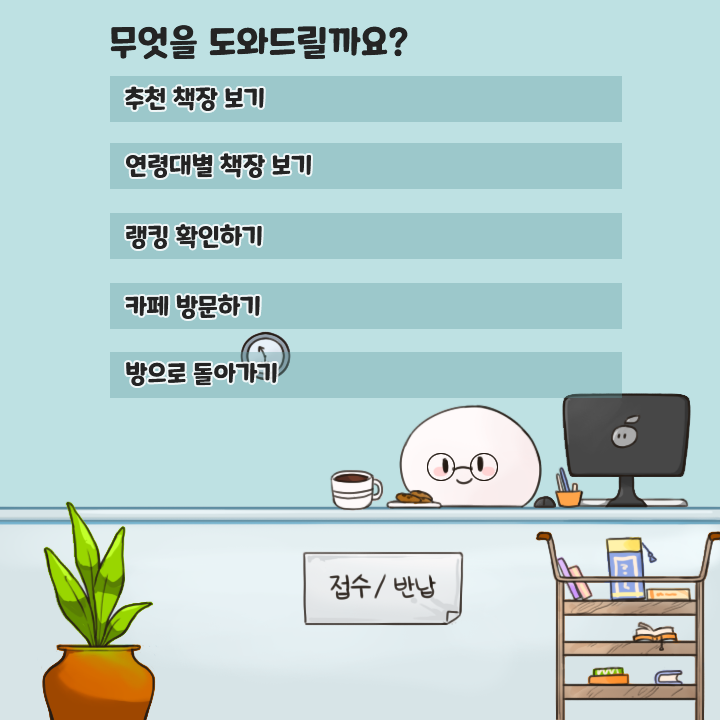 무엇을 도와드릴까요?
추천 책장 보기
연령대별 책장 보기
랭킹 확인하기
카페 방문하기
방으로 돌아가기
접수 / 반납